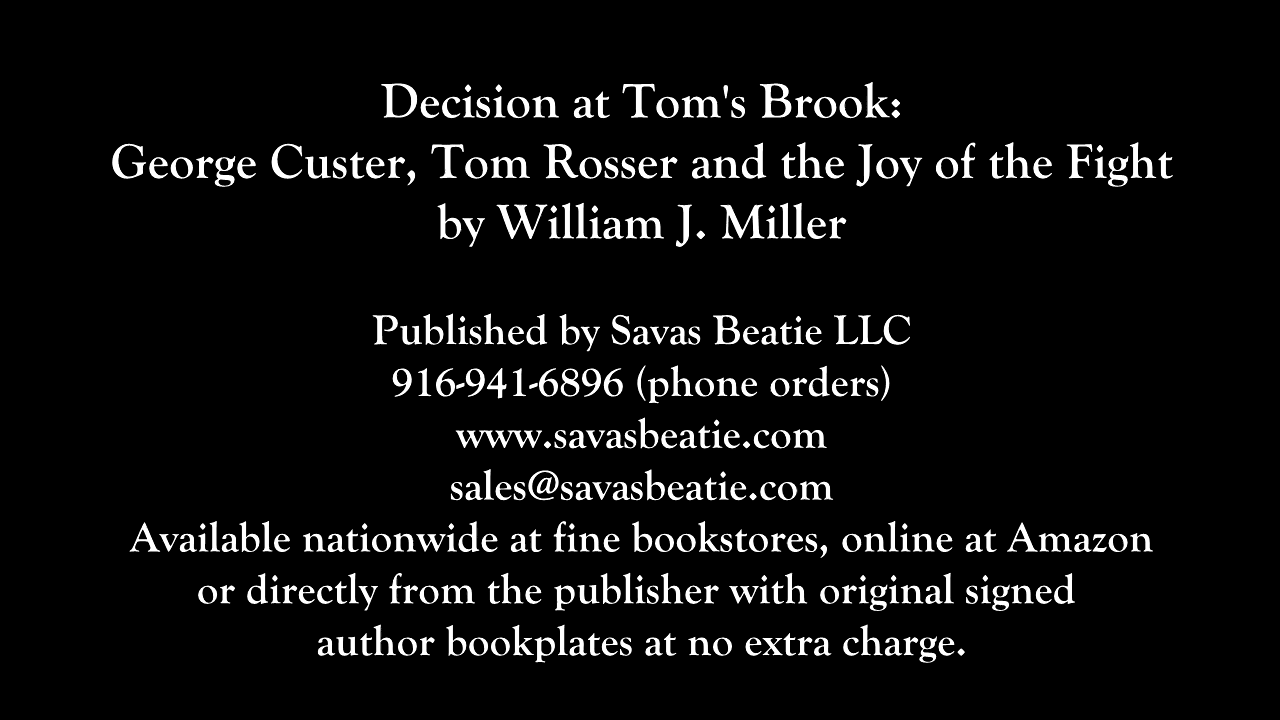 Decision at Tom's Brook:
George Custer, Tom Rosser and the Joy of the Fight
by William J. Miller
Published by Savas Beatie LLC
916-941-6896 (phone orders)
www.savasbeatie.com
sales@savasbeatie.com
Available nationwide at fine bookstores, online at Amazon
or directly from the publisher with original signed
author bookplates at no extra charge.